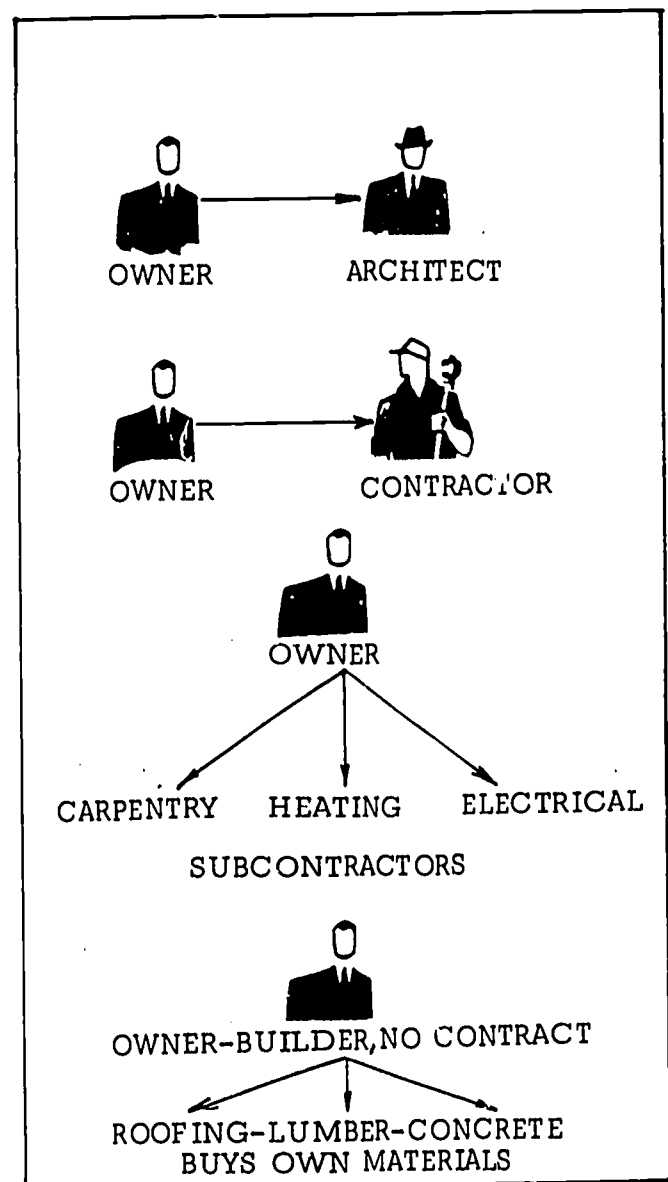 OWNER ARCHITECT
OWNER CONTRACTOR
OWNER
CARPENTRY HEATING ELECTRICAL
SUBCONTRACTORS
OWNER-BUILDER, NO CONTRACT
ROOFING-LUMBER-CONCRETE
BUYS OWN MATERIALS